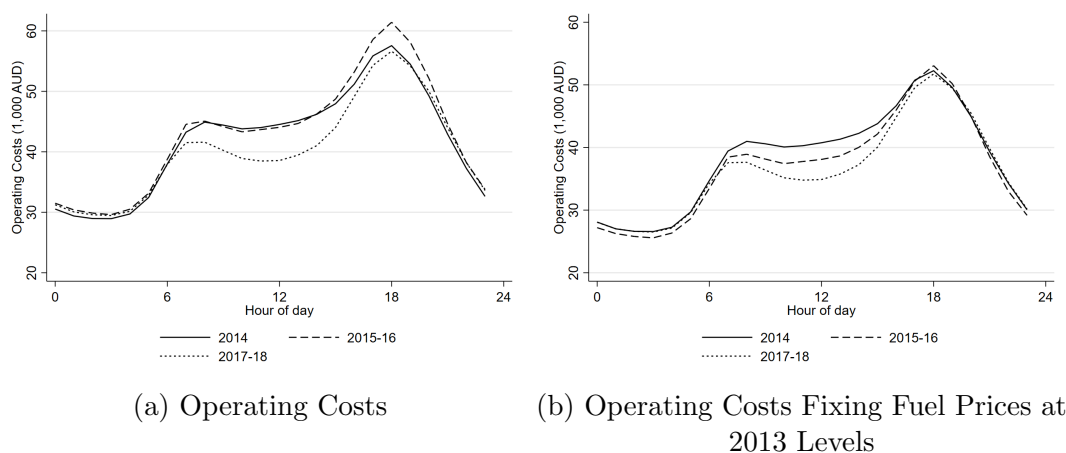 Operating Costs (1,000 AUD)
60
50
40
30
20
0 6 12 18 24
Hour of day
2014 2015-16
2017-18
(a) Operating Costs
Operating Costs (1,000 AUD)
60
50
40
30
20
0 6 12 18 24
Hour of day
2014 2015-16
2017-18
(b) Operating Costs Fixing Fuel Prices at
2013 Levels